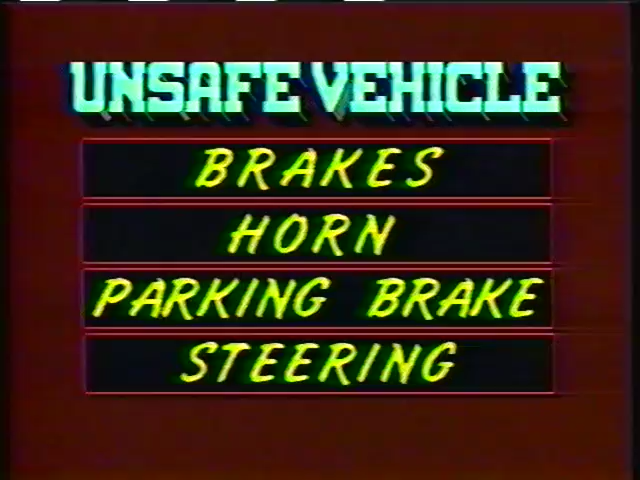 UNSAFE VEHICLE
BRAKES
HORN
PARKING BRAKE
STEERING